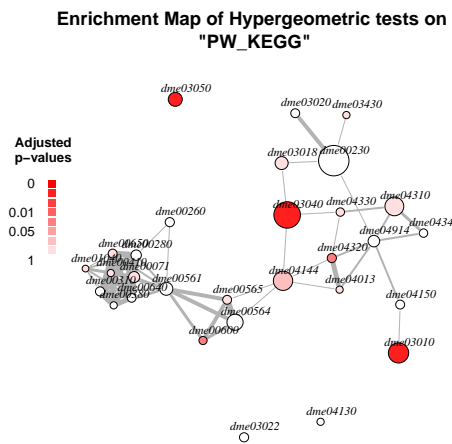 Enrichment Map of Hypergeometric tests on
"PW_KEGG"
dme03050
dme03020
dme03430
Adjusted
p−values
dme03018
dme00230
0
dme03040
dme04330
dme04310
0.01
dme00260
0.05
dme04914
dme04320
1
dme00280
dme00071
dme04144
dme04013
dme00640
dme00561
dme04150
dme00565
dme00564
dme00600
dme03010
dme04130
dme03022